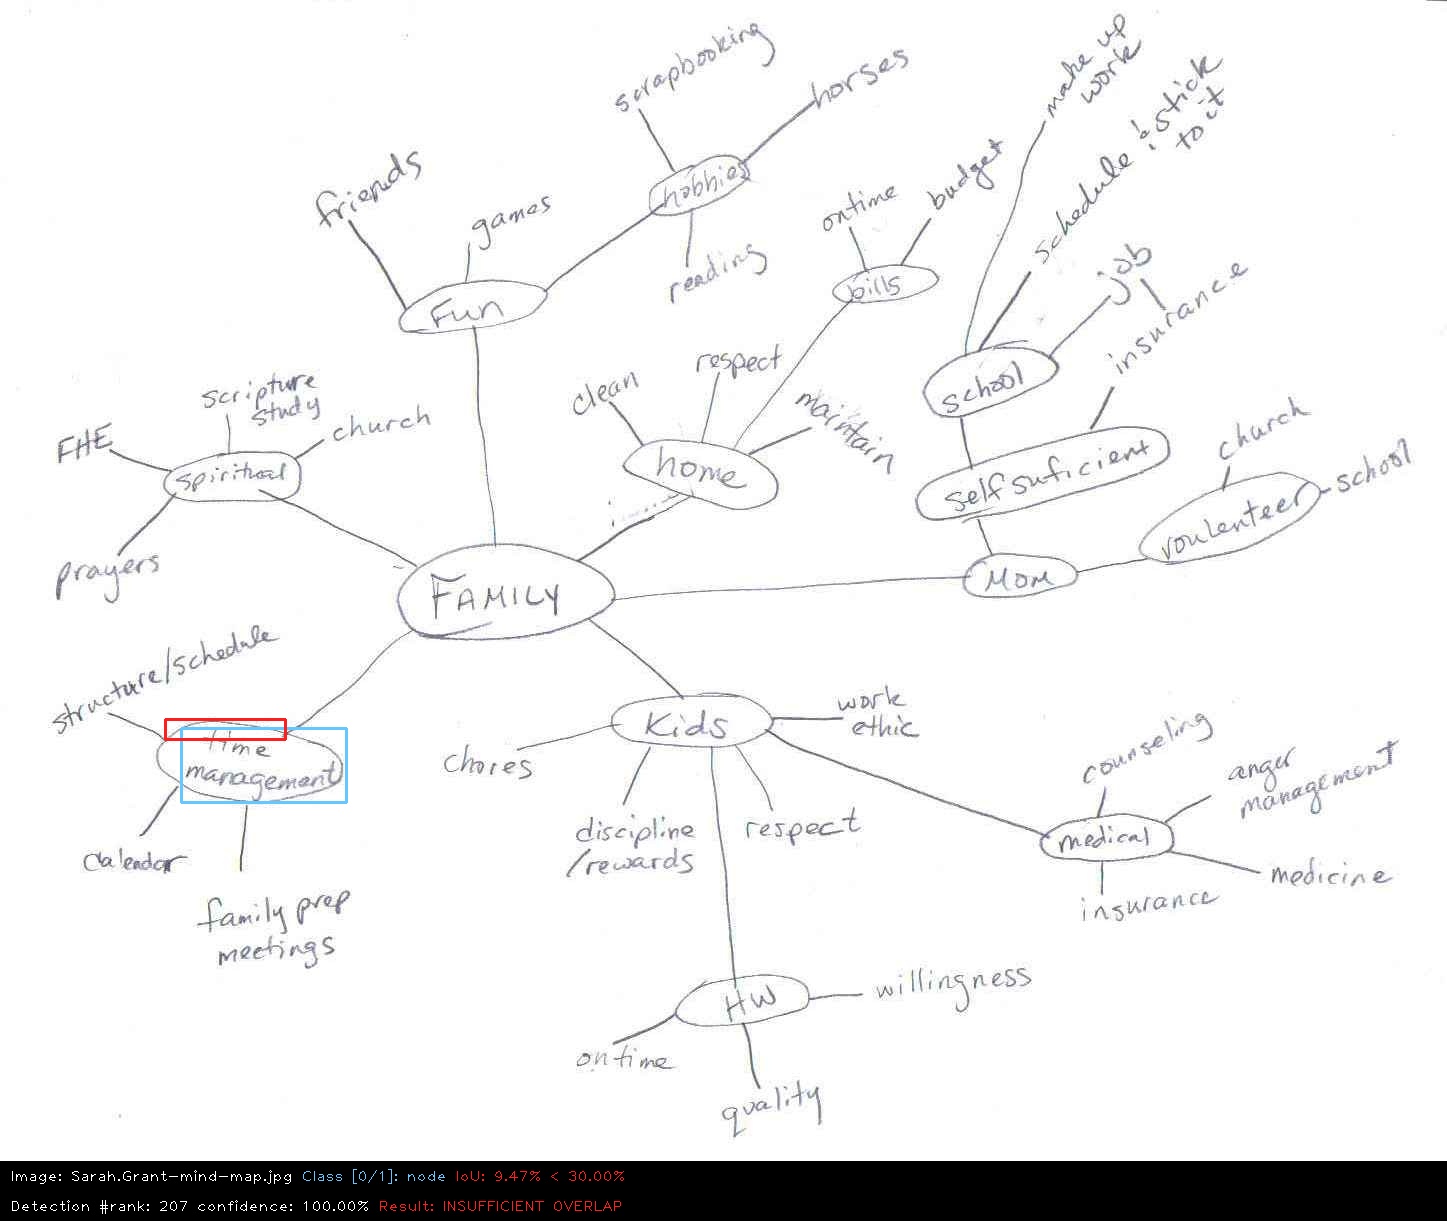 scrapbooking
horses
hobbies
reading
friends
games
Fun
make up
work
schedule & stick
to it
job
insurance
school
ontime
budget
bills
clean
respect
maintain
home
scripture
study
church
FHE
spiritual
prayers
self suficient
church
school
voulenteer
MOM
FAMILY
structure/schedule
time
management
Calendar
family prep
meetings
Kids
work
ethic
chores
discipline
/rewards
respect
counseling
anger
management
medical
medicine
insurance
HW
willingness
on time
quality
Image: Sarah.Grant-mind-map.jpg Class [0/1]: node IoU: 9.47% < 30.00%
Detection #rank: 207 confidence: 100.00% Result: INSUFFICIENT OVERLAP